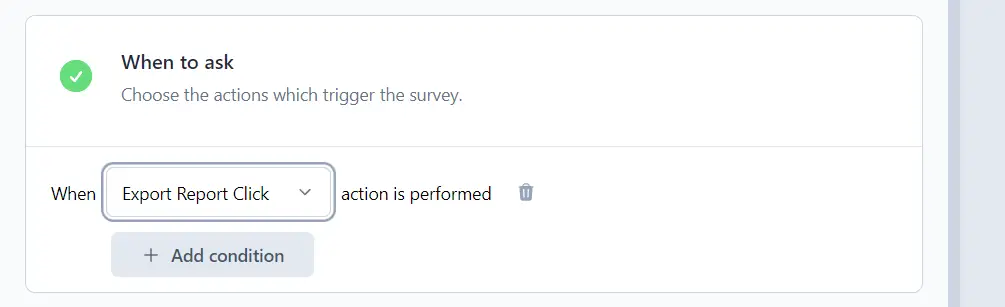 When to ask
Choose the actions which trigger the survey.
When Export Report Click action is performed
+ Add condition